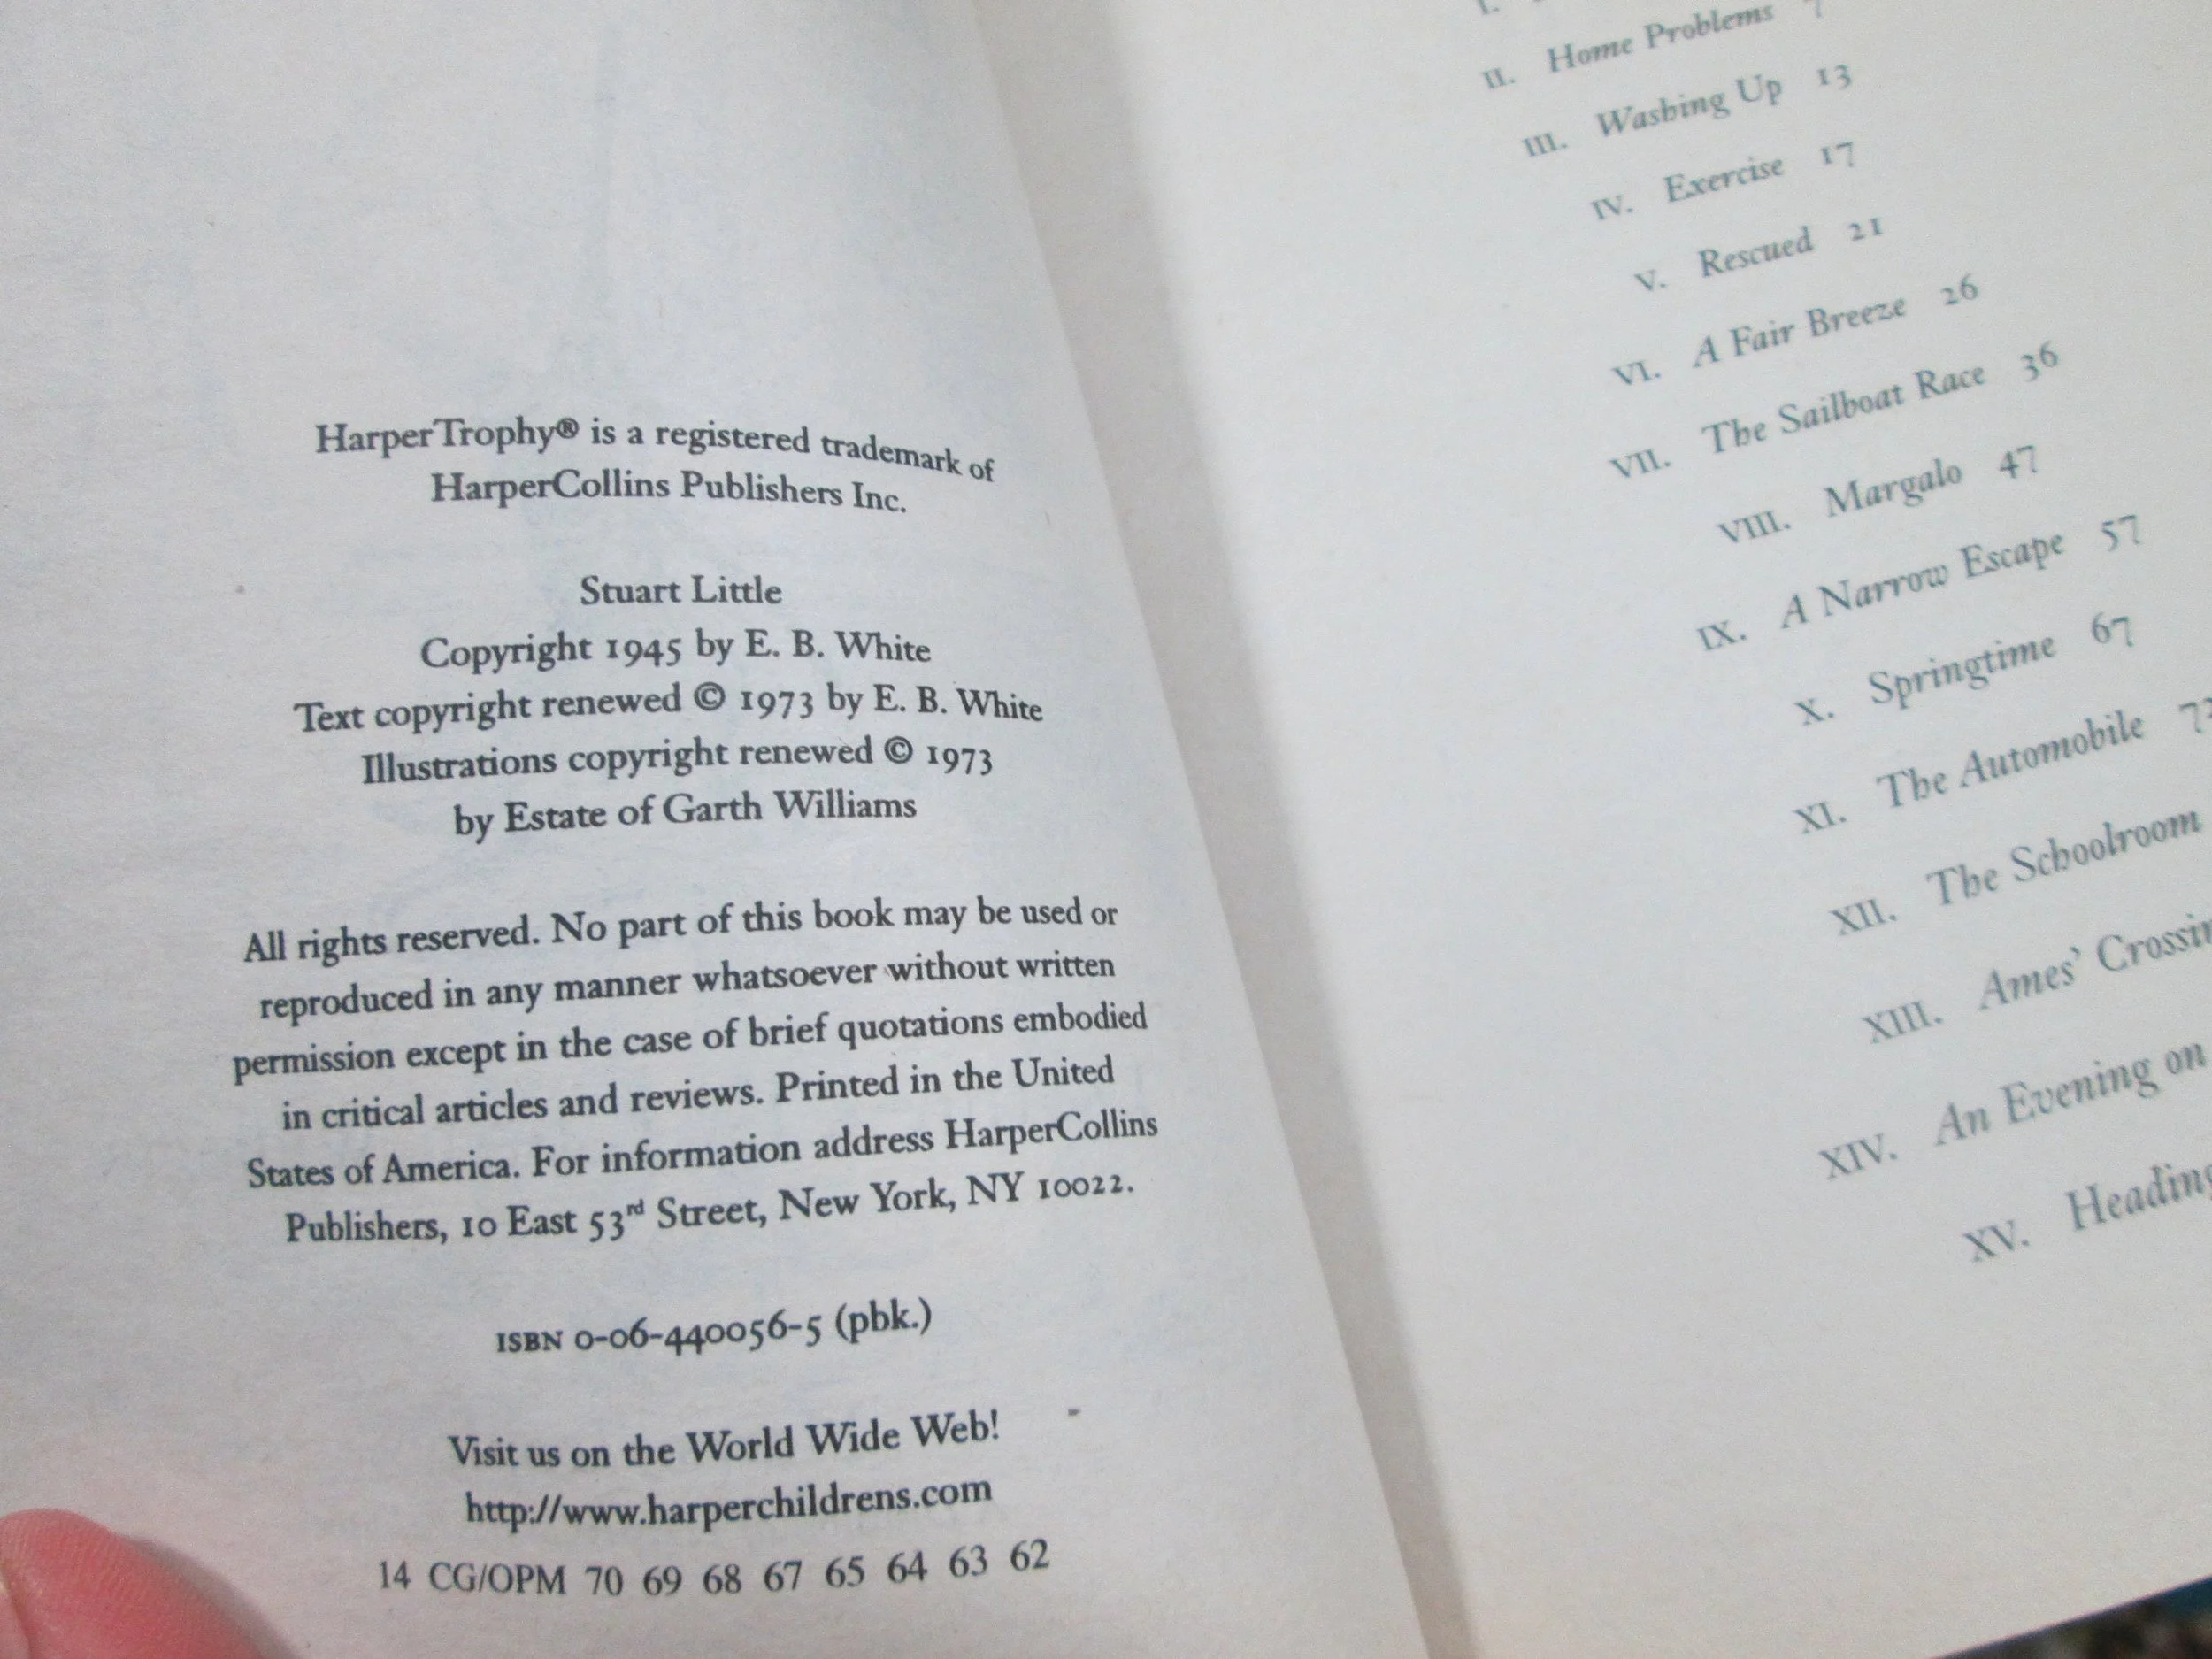 HarperTrophy® is a registered trademark of
HarperCollins Publishers Inc.
Stuart Little
Copyright 1945 by E. B. White
Text copyright renewed © 1973 by E. B. White
Illustrations copyright renewed © 1973
by Estate of Garth Williams
All rights reserved. No part of this book may be used or
reproduced in any manner whatsoever without written
permission except in the case of brief quotations embodied
in critical articles and reviews. Printed in the United
States of America. For information address HarperCollins
Publishers, 10 East 53rd Street, New York, NY 10022.
ISBN 0-06-440056-5 (pbk.)
Visit us on the World Wide Web!
http://www.harperchildrens.com
14 CG/OPM 70 69 68 67 65 64 63 62
I.
II. Home Problems 7
III. Washing Up 13
IV. Exercise 17
V. Rescued 21
VI. A Fair Breeze 26
VII. The Sailboat Race 36
VIII. Margalo 47
IX. A Narrow Escape 57
X. Springtime 67
XI. The Automobile
XII. The Schoolroom
XIII. Ames'
XIV. An Evening on
XV. Heading